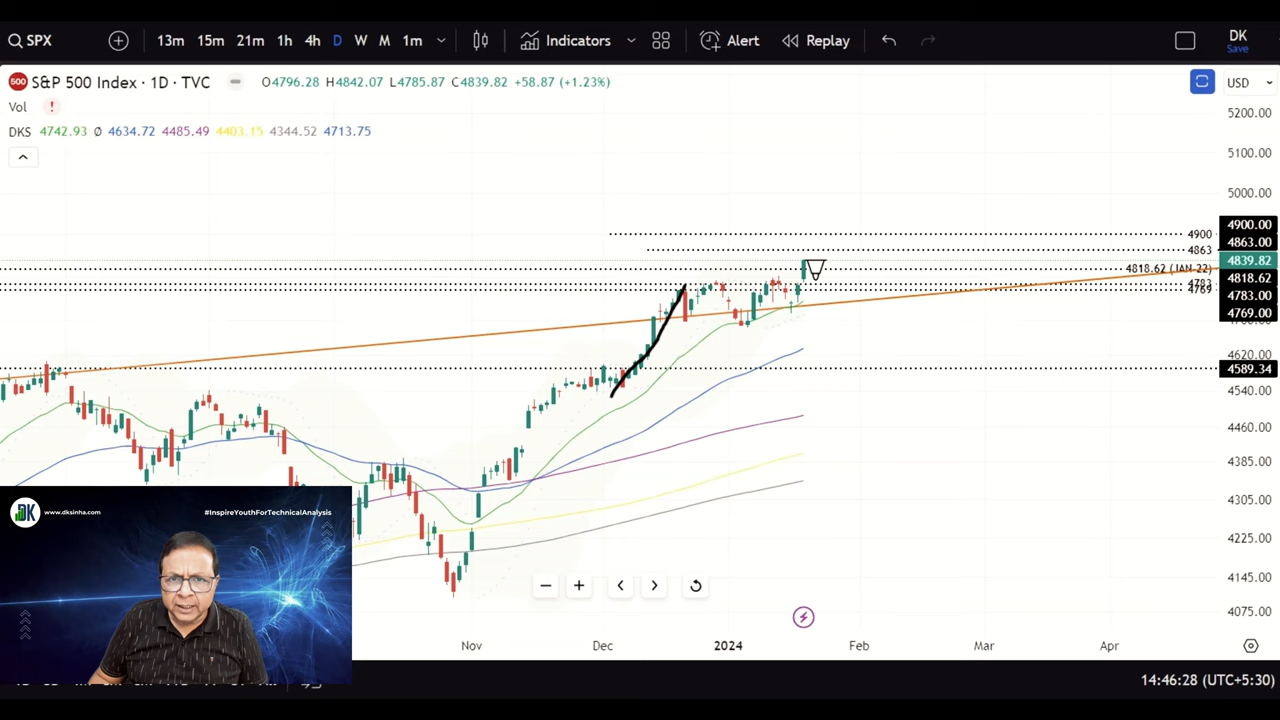 SPX 13m 15m 21m 1h 4h D W M 1m Indicators Alert Replay DK
Save
500 S&P 500 Index · 1D · TVC O4796.28 H4842.07 L4785.87 C4839.82 +58.87 (+1.23%) USD
Vol !
DKS 4742.93 Ø 4634.72 4485.49 4403.15 4344.52 4713.75
5200.00
5100.00
5000.00
4900 4900.00
4863 4863.00
4839.82
4818.62 (JAN-22) 4818.62
4783 4783.00
4769 4769.00
4620.00
4589.34
4540.00
4460.00
4385.00
4305.00
4225.00
4145.00
4075.00
DK www.dksinha.com #InspireYouthForTechnicalAnalysis
Nov Dec 2024 Feb Mar Apr
14:46:28 (UTC+5:30)